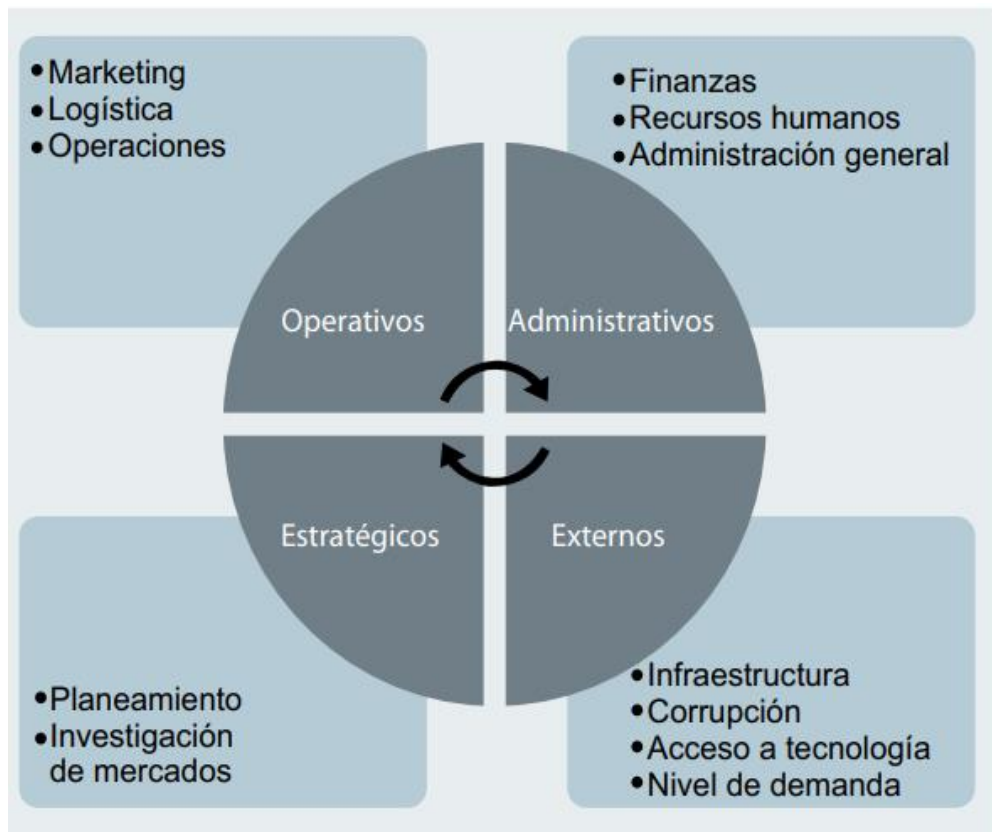 • Marketing
• Logística
• Operaciones
• Finanzas
• Recursos humanos
• Administración general
Operativos
Administrativos
Estratégicos
Externos
• Planeamiento
• Investigación
de mercados
• Infraestructura
• Corrupción
• Acceso a tecnología
• Nivel de demanda